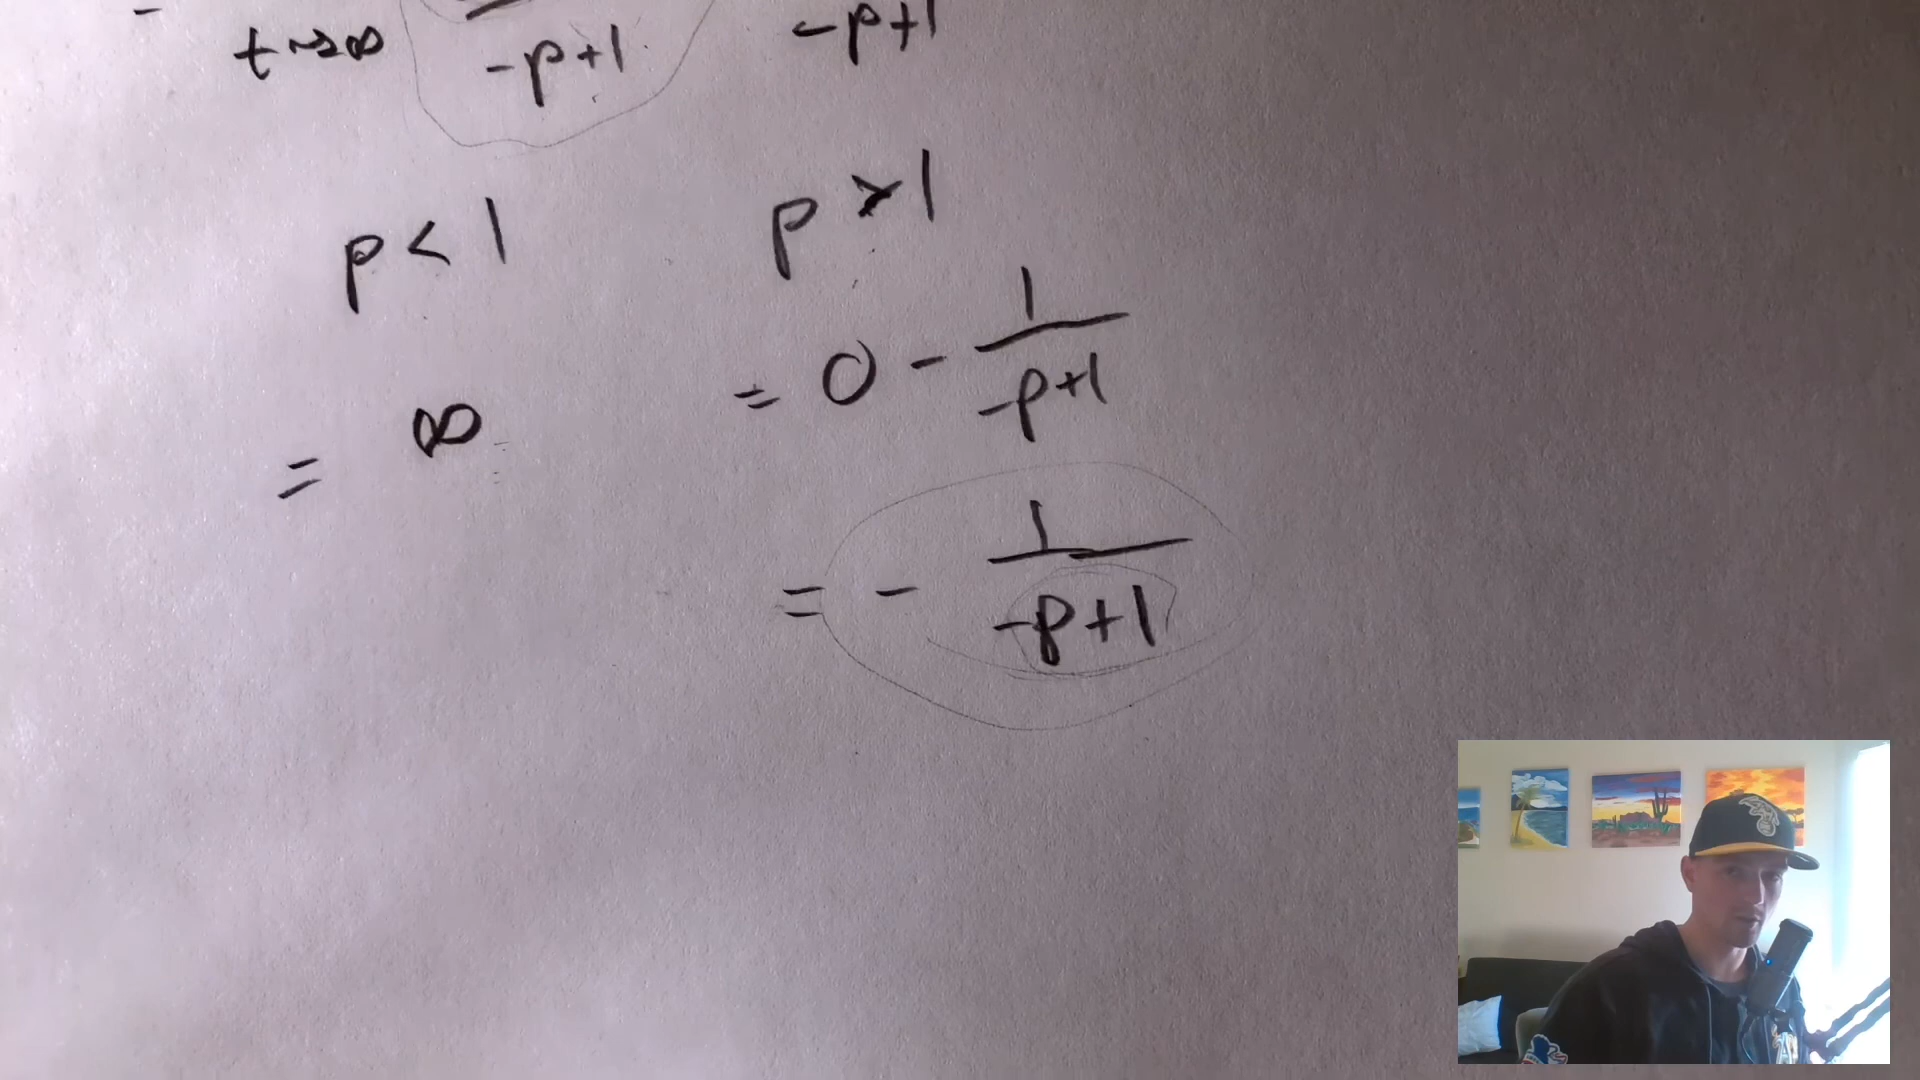 t→∞ -p+1 -p+1
p < 1 p > 1
= ∞ = 0 - 1/-p+1
= - 1/-p+1